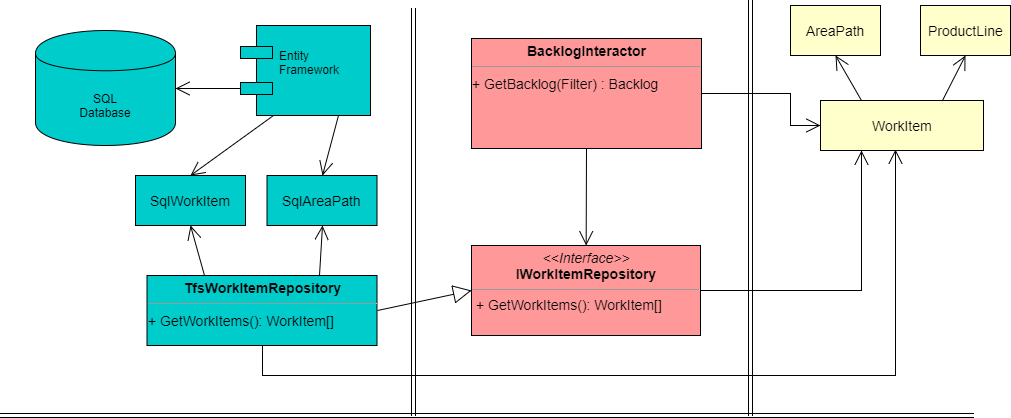 SQL
Database
Entity
Framework
SqlWorkItem
SqlAreaPath
TfsWorkItemRepository
+ GetWorkItems(): WorkItem[]
BacklogInteractor
+ GetBacklog(Filter) : Backlog
<<Interface>>
IWorkItemRepository
+ GetWorkItems(): WorkItem[]
AreaPath
ProductLine
WorkItem